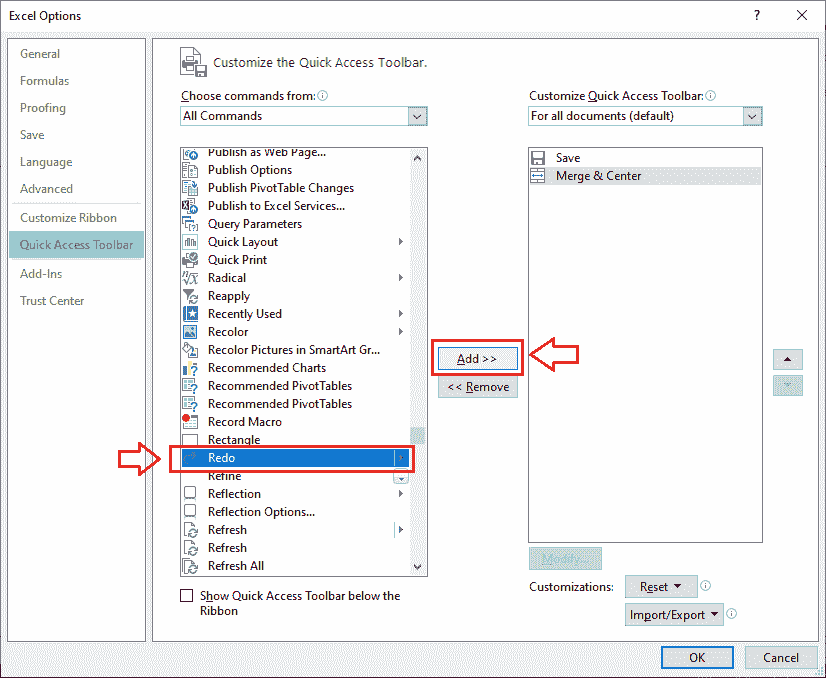 Excel Options
?
General
Formulas
Proofing
Save
Language
Advanced
Customize Ribbon
Quick Access Toolbar
Add-Ins
Trust Center
Customize the Quick Access Toolbar.
Choose commands from:
All Commands
Publish as Web Page...
Publish Options
Publish PivotTable Changes
Publish to Excel Services...
Query Parameters
Quick Layout
Quick Print
Radical
Reapply
Recently Used
Recolor
Recolor Pictures in SmartArt Gr...
Recommended Charts
Recommended PivotTables
Recommended PivotTables
Record Macro
Rectangle
Redo
Refine
Reflection
Reflection Options...
Refresh
Refresh
Refresh All
Show Quick Access Toolbar below the
Ribbon
Add >>
<< Remove
Customize Quick Access Toolbar:
For all documents (default)
Save
Merge & Center
Modify...
Customizations:
Reset
Import/Export
OK
Cancel